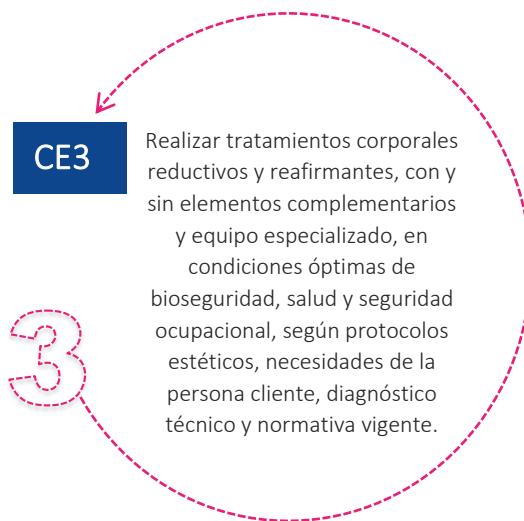 CE3
Realizar tratamientos corporales
reductivos y reafirmantes, con y
sin elementos complementarios
y equipo especializado, en
condiciones óptimas de
bioseguridad, salud y seguridad
ocupacional, según protocolos
estéticos, necesidades de la
persona cliente, diagnóstico
técnico y normativa vigente.
3